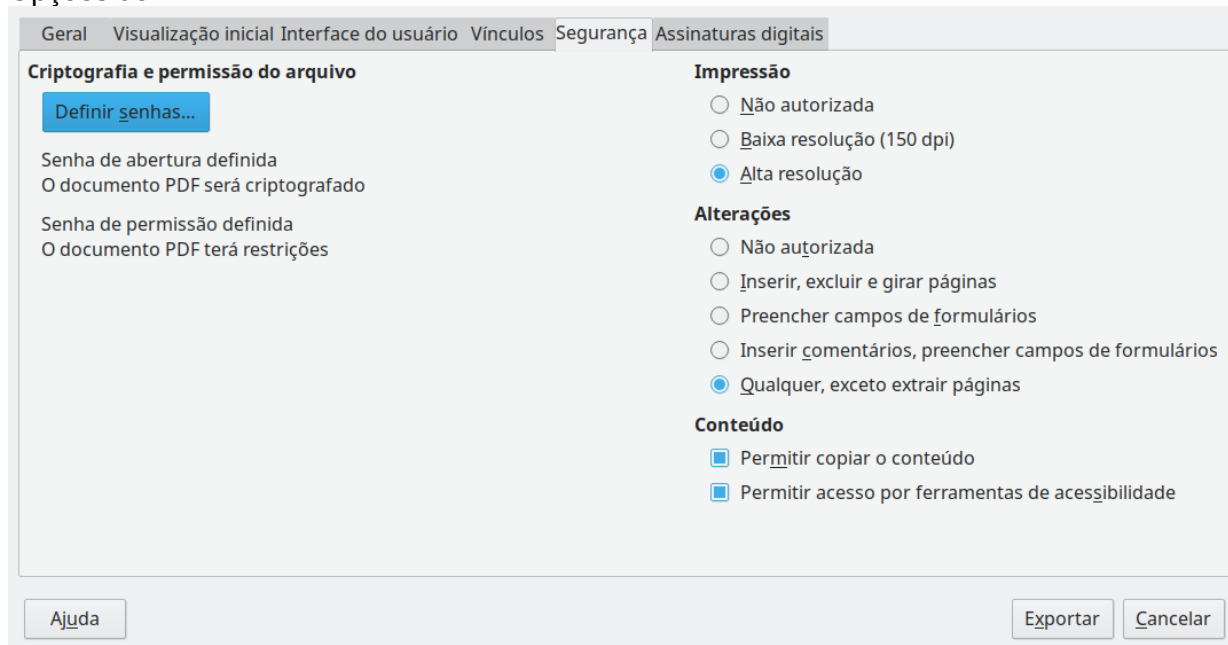 Geral Visualização inicial Interface do usuário Vínculos Segurança Assinaturas digitais
Criptografia e permissão do arquivo
Definir senhas...
Senha de abertura definida
O documento PDF será criptografado
Senha de permissão definida
O documento PDF terá restrições
Impressão
Não autorizada
Baixa resolução (150 dpi)
Alta resolução
Alterações
Não autorizada
Inserir, excluir e girar páginas
Preencher campos de formulários
Inserir comentários, preencher campos de formulários
Qualquer, exceto extrair páginas
Conteúdo
Permitir copiar o conteúdo
Permitir acesso por ferramentas de acessibilidade
Ajuda
Exportar
Cancelar